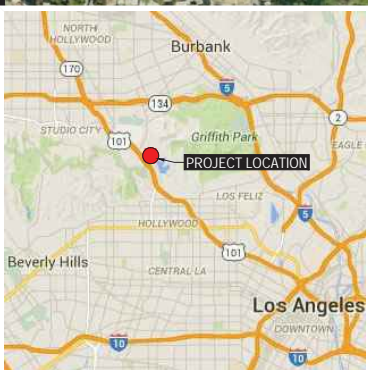 NORTH
HOLLYWOOD
Burbank
170
5
134
2
STUDIO CITY
101
Griffith Park
EAGLE
PROJECT LOCATION
LOS FELIZ
5
HOLLYWOOD
101
Beverly Hills
CENTRAL LA
Los Angeles
DOWNTOWN
10
10